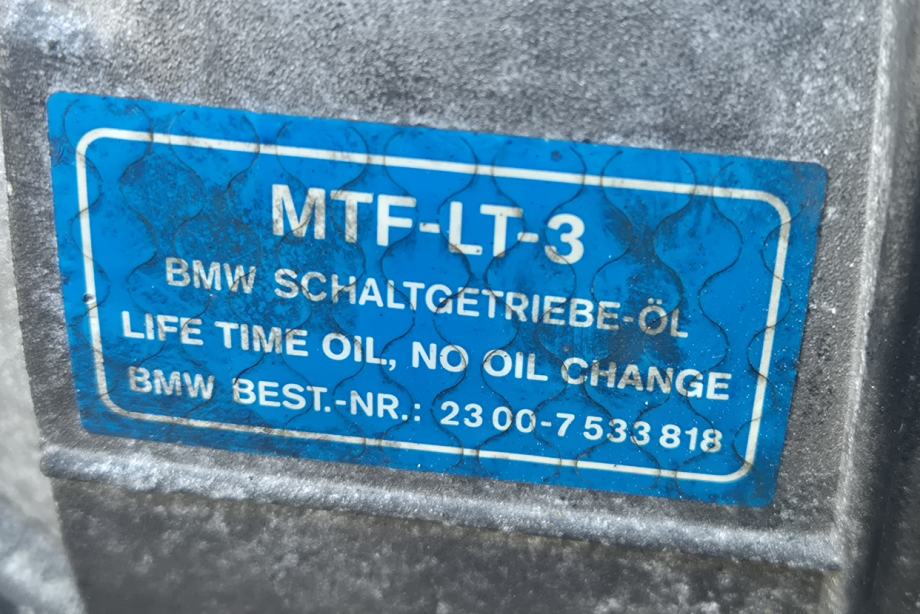 MTF-LT-3
BMW SCHALTGETRIEBE-ÖL
LIFE TIME OIL, NO OIL CHANGE
BMW BEST.-NR.: 23 00-7 533 818